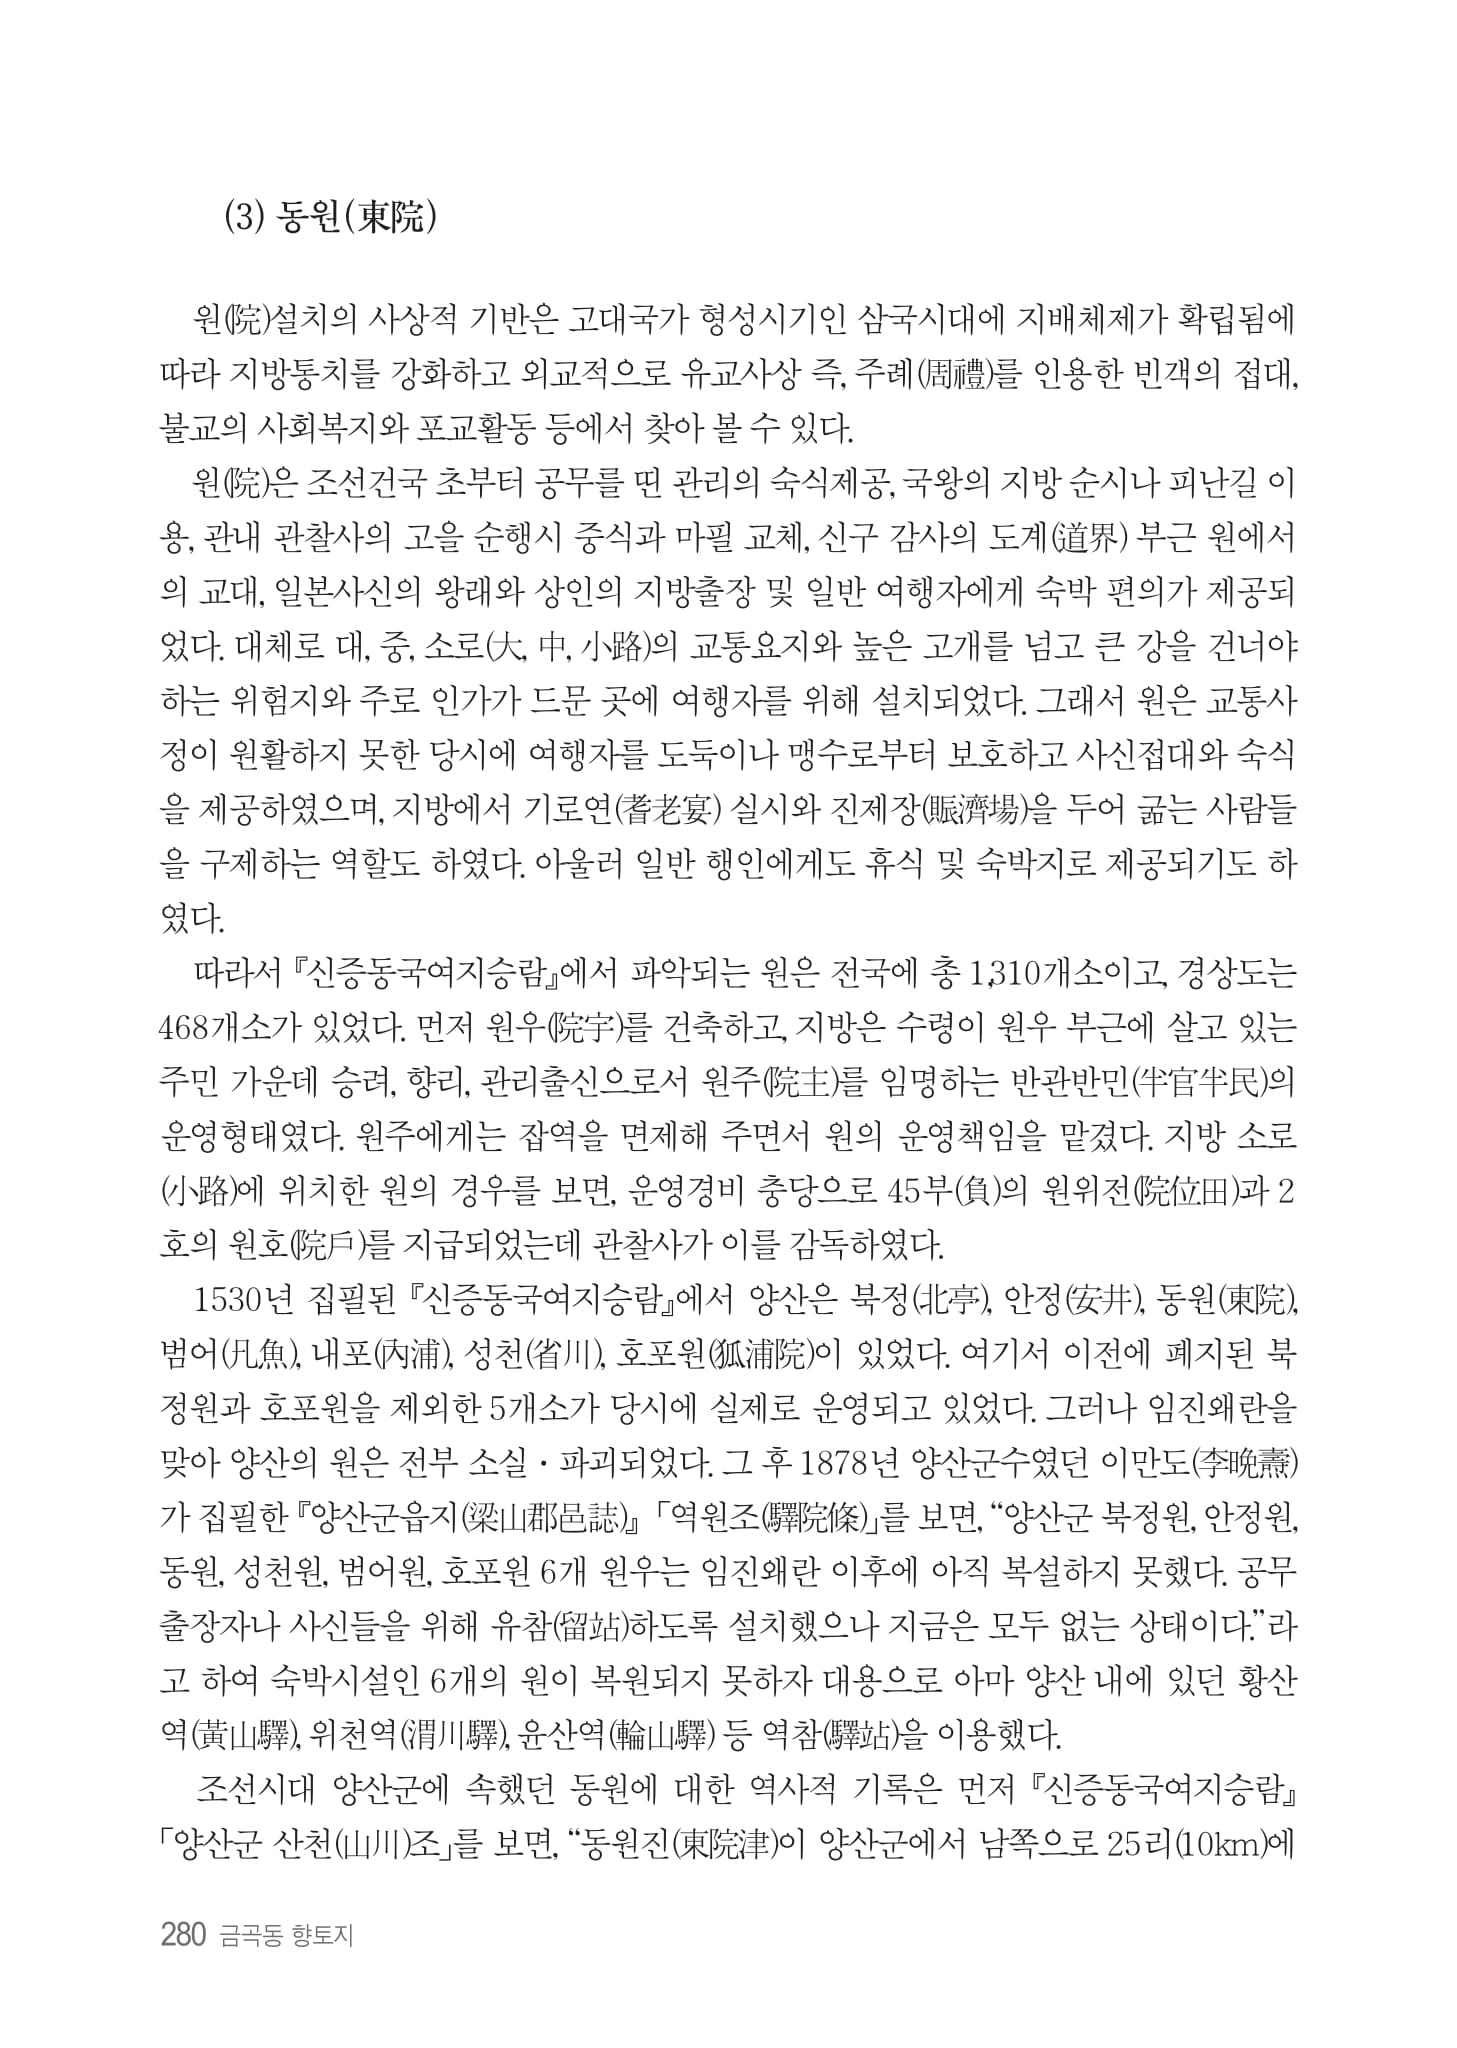 (3) 동원(東院)
원(院)설치의 사상적 기반은 고대국가 형성시기인 삼국시대에 지배체제가 확립됨에
따라 지방통치를 강화하고 외교적으로 유교사상 즉, 주례(周禮)를 인용한 빈객의 접대,
불교의 사회복지와 포교활동 등에서 찾아 볼 수 있다.
원(院)은 조선건국 초부터 공무를 띤 관리의 숙식제공, 국왕의 지방 순시나 피난길 이
용, 관내 관찰사의 고을 순행시 중식과 마필 교체, 신구 감사의 도계(道界) 부근 원에서
의 교대, 일본사신의 왕래와 상인의 지방출장 및 일반 여행자에게 숙박 편의가 제공되
었다. 대체로 대, 중, 소로(大, 中, 小路)의 교통요지와 높은 고개를 넘고 큰 강을 건너야
하는 위험지와 주로 인가가 드문 곳에 여행자를 위해 설치되었다. 그래서 원은 교통사
정이 원활하지 못한 당시에 여행자를 도둑이나 맹수로부터 보호하고 사신접대와 숙식
을 제공하였으며, 지방에서 기로연(耆老宴) 실시와 진제장(賑濟場)을 두어 굶는 사람들
을 구제하는 역할도 하였다. 아울러 일반 행인에게도 휴식 및 숙박지로 제공되기도 하
였다.
따라서 『신증동국여지승람』에서 파악되는 원은 전국에 총 1,310개소이고, 경상도는
468개소가 있었다. 먼저 원우(院宇)를 건축하고, 지방은 수령이 원우 부근에 살고 있는
주민 가운데 승려, 향리, 관리출신으로서 원주(院主)를 임명하는 반관반민(半官半民)의
운영형태였다. 원주에게는 잡역을 면제해 주면서 원의 운영책임을 맡겼다. 지방 소로
(小路)에 위치한 원의 경우를 보면, 운영경비 충당으로 45부(負)의 원위전(院位田)과 2
호의 원호(院戶)를 지급되었는데 관찰사가 이를 감독하였다.
1530년 집필된 『신증동국여지승람』에서 양산은 북정(北亭), 안정(安井), 동원(東院),
범어(凡魚), 내포(內浦), 성천(省川), 호포원(狐浦院)이 있었다. 여기서 이전에 폐지된 북
정원과 호포원을 제외한 5개소가 당시에 실제로 운영되고 있었다. 그러나 임진왜란을
맞아 양산의 원은 전부 소실·파괴되었다. 그 후 1878년 양산군수였던 이만도(李晩燾)
가 집필한 『양산군읍지(梁山郡邑誌)』 「역원조(驛院條)」를 보면, “양산군 북정원, 안정원,
동원, 성천원, 범어원, 호포원 6개 원우는 임진왜란 이후에 아직 복설하지 못했다. 공무
출장자나 사신들을 위해 유참(留站)하도록 설치했으나 지금은 모두 없는 상태이다.”라
고 하여 숙박시설인 6개의 원이 복원되지 못하자 대용으로 아마 양산 내에 있던 황산
역(黃山驛), 위천역(渭川驛), 윤산역(輪山驛) 등 역참(驛站)을 이용했다.
조선시대 양산군에 속했던 동원에 대한 역사적 기록은 먼저 『신증동국여지승람』
「양산군 산천(山川)조」를 보면, “동원진(東院津)이 양산군에서 남쪽으로 25리(10km)에
280 금곡동 향토지